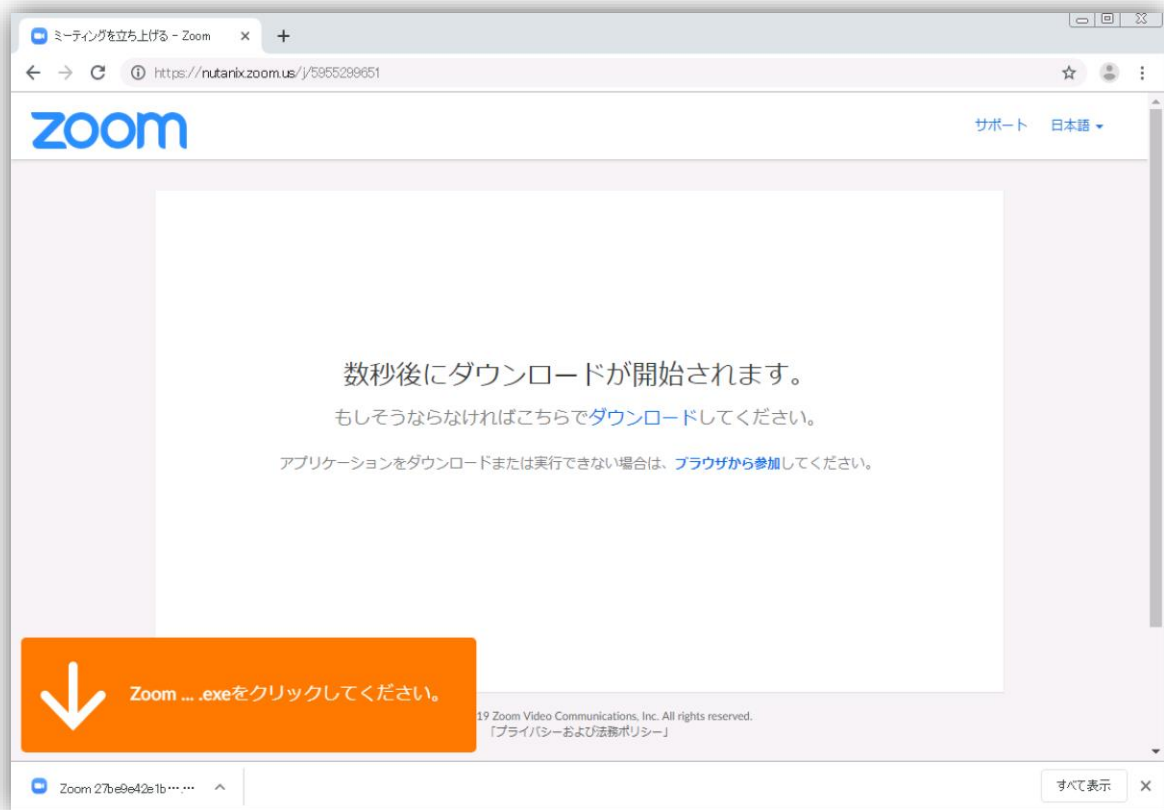 ミーティングを立ち上げる - Zoom
https://nutanix.zoom.us/j/5955299651
zoom
サポート 日本語
数秒後にダウンロードが開始されます。
もしそうならなければこちらでダウンロードしてください。
アプリケーションをダウンロードまたは実行できない場合は、ブラウザから参加してください。
Zoom ... .exeをクリックしてください。
19 Zoom Video Communications, Inc. All rights reserved.
「プライバシーおよび法務ポリシー」
Zoom 27be9e42e1b……
すべて表示